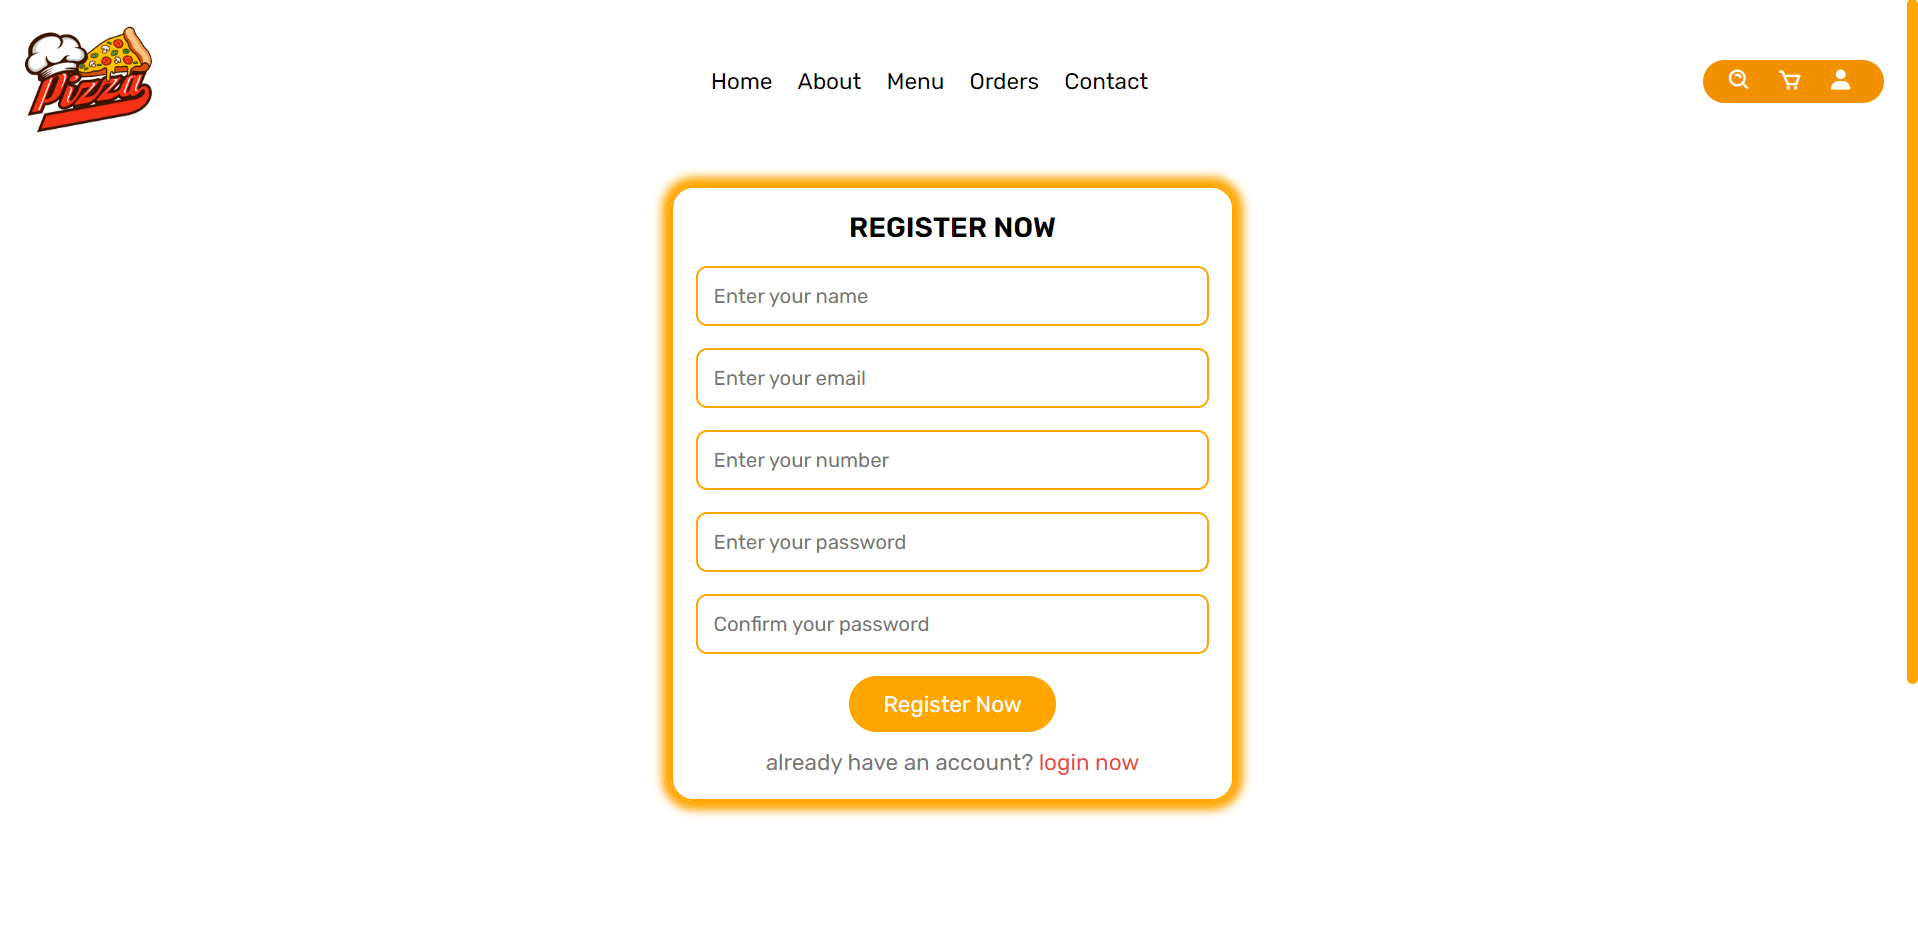 Pizza
Home About Menu Orders Contact
REGISTER NOW
Enter your name
Enter your email
Enter your number
Enter your password
Confirm your password
Register Now
already have an account? login now